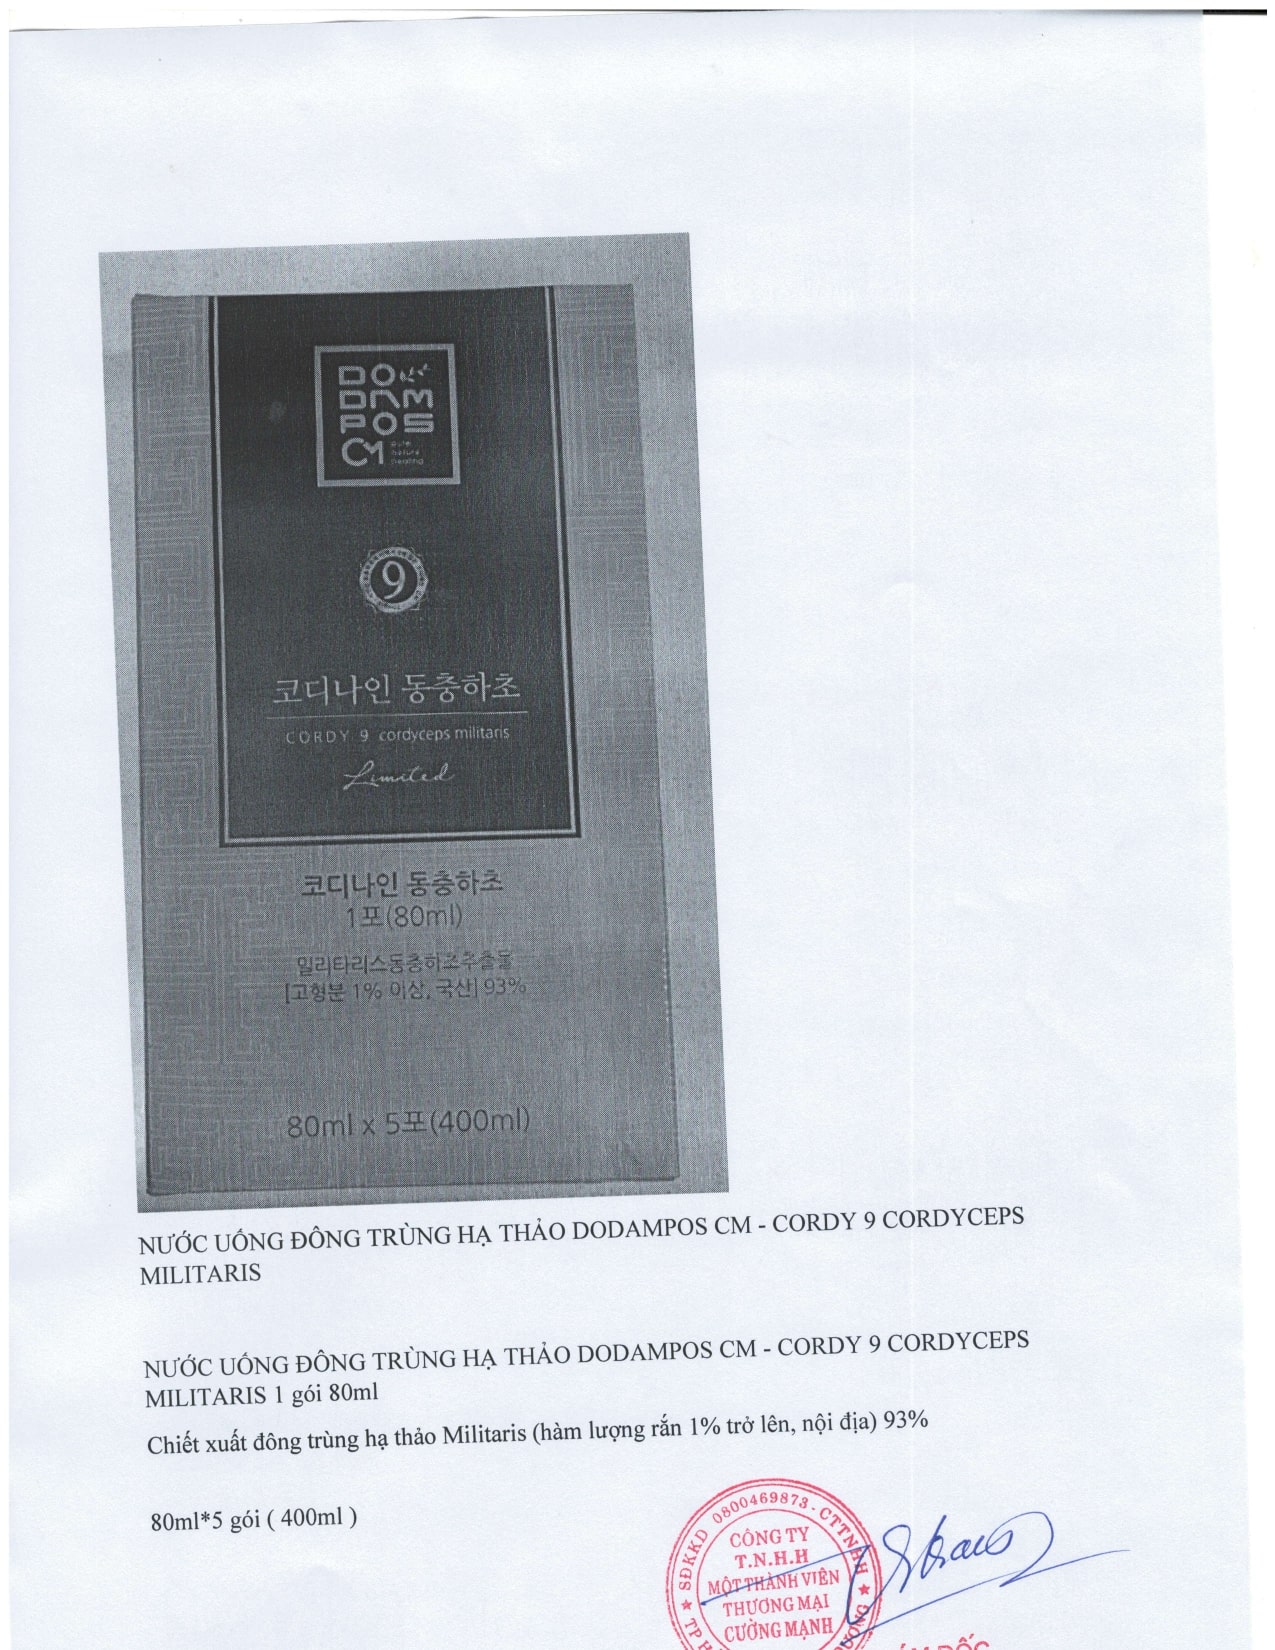 DO
DAM
POS
CM pure
nature
healing
9
코디나인 동충하초
CORDY 9 cordyceps militaris
Limited
코디나인 동충하초
1포(80ml)
밀리타리스동충하초추출물
[고형분 1% 이상, 국산] 93%
80ml x 5포(400ml)
NƯỚC UỐNG ĐÔNG TRÙNG HẠ THẢO DODAMPOS CM - CORDY 9 CORDYCEPS
MILITARIS
NƯỚC UỐNG ĐÔNG TRÙNG HẠ THẢO DODAMPOS CM - CORDY 9 CORDYCEPS
MILITARIS 1 gói 80ml
Chiết xuất đông trùng hạ thảo Militaris (hàm lượng rắn 1% trở lên, nội địa) 93%
80ml*5 gói ( 400ml )
SĐKKD 0800469873 - CTTNHH
CÔNG TY
T.N.H.H
MỘT THÀNH VIÊN
THƯƠNG MẠI
CƯỜNG MẠNH